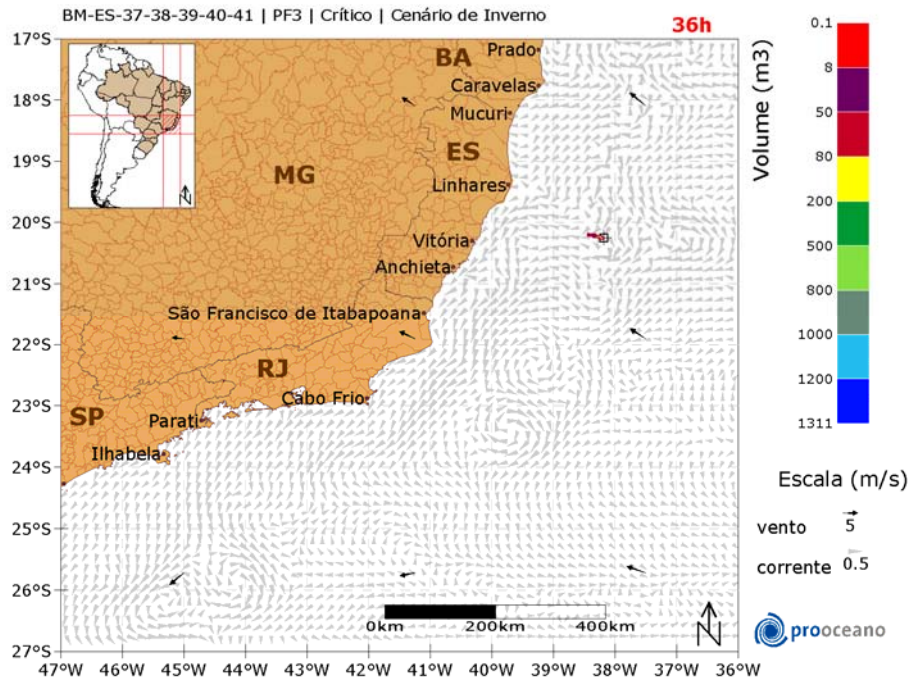 BM-ES-37-38-39-40-41 | PF3 | Crítico | Cenário de Inverno
36h
17°S
18°S
19°S
20°S
21°S
22°S
23°S
24°S
25°S
26°S
27°S
47°W
46°W
45°W
44°W
43°W
42°W
41°W
40°W
39°W
38°W
37°W
36°W
N
BA
Prado
Caravelas
Mucuri
ES
MG
Linhares
Vitória
Anchieta
São Francisco de Itabapoana
RJ
Cabo Frio
SP
Parati
Ilhabela
0km
200km
400km
N
Volume (m3)
0.1
8
50
80
200
500
800
1000
1200
1311
Escala (m/s)
vento 5
corrente 0.5
prooceano